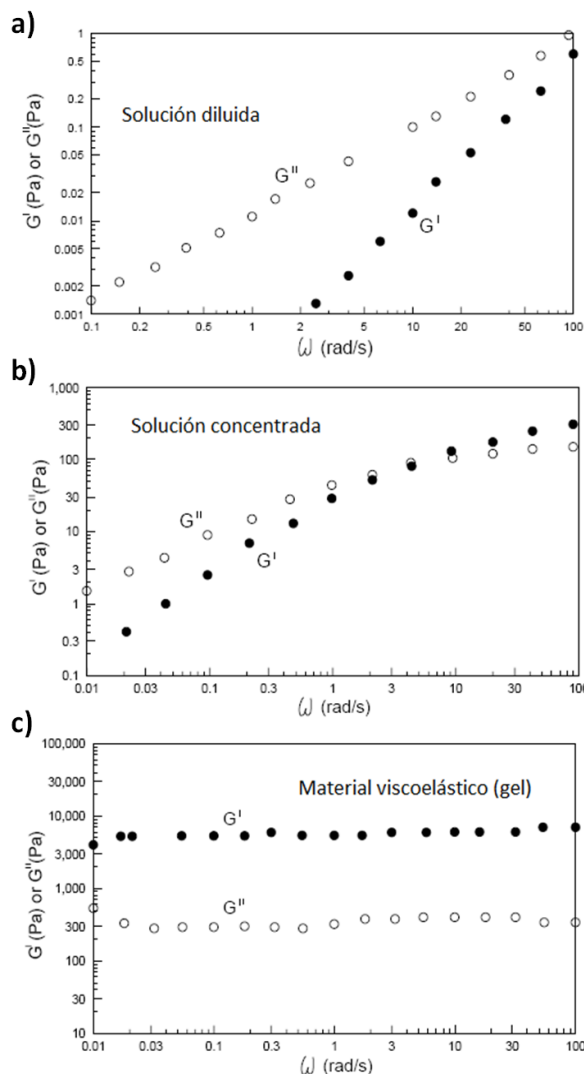 a)
G' (Pa) or G" (Pa)
1
0.5
0.2
0.1
0.05
0.02
0.01
0.005
0.002
0.001
Solución diluida
G"
G'
0.1 0.2 0.5 1 2 5 10 20 50 100
ω (rad/s)
b)
G' (Pa) or G" (Pa)
1,000
300
100
30
10
3
1
0.3
0.1
Solución concentrada
G"
G'
0.01 0.03 0.1 0.3 1 3 10 30 100
ω (rad/s)
c)
G' (Pa) or G" (Pa)
100,000
30,000
10,000
3,000
1,000
300
100
30
10
Material viscoelástico (gel)
G'
G"
0.01 0.03 0.1 0.3 1 3 10 30 100
ω (rad/s)